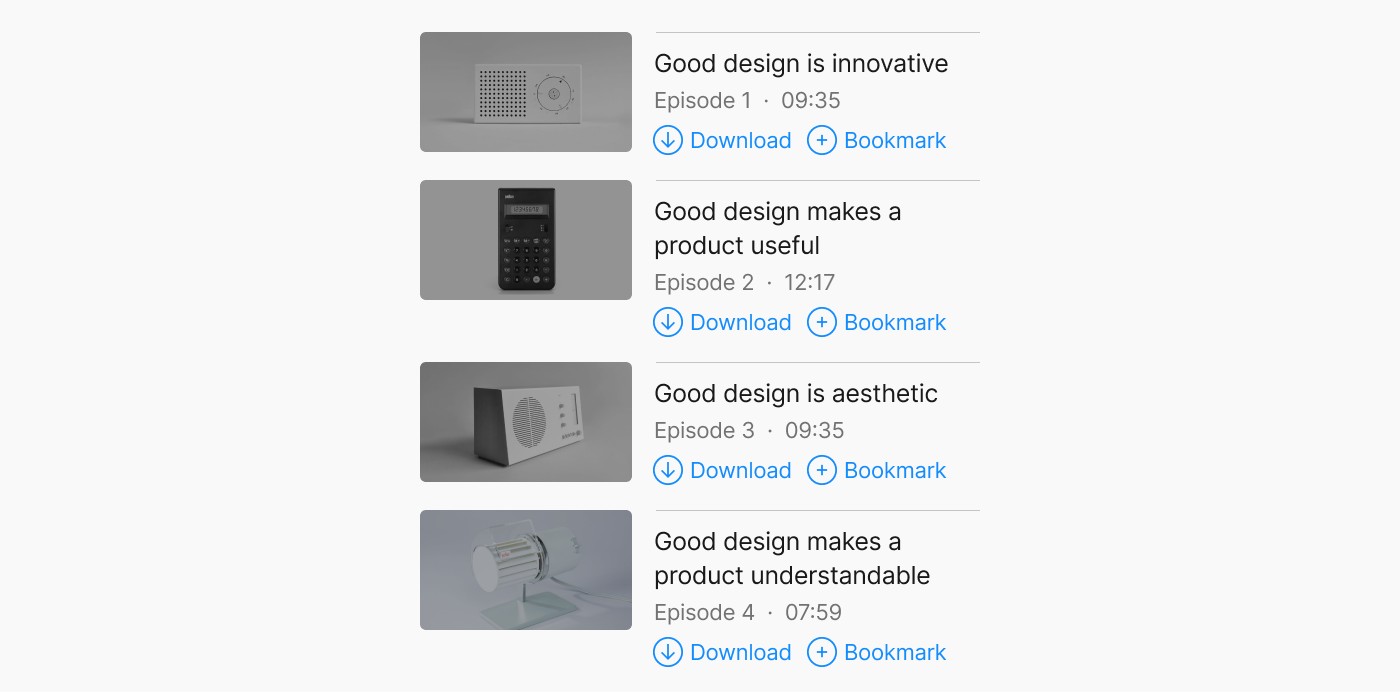 Good design is innovative
Episode 1 · 09:35
Download Bookmark
Good design makes a
product useful
Episode 2 · 12:17
Download Bookmark
Good design is aesthetic
Episode 3 · 09:35
Download Bookmark
Good design makes a
product understandable
Episode 4 · 07:59
Download Bookmark